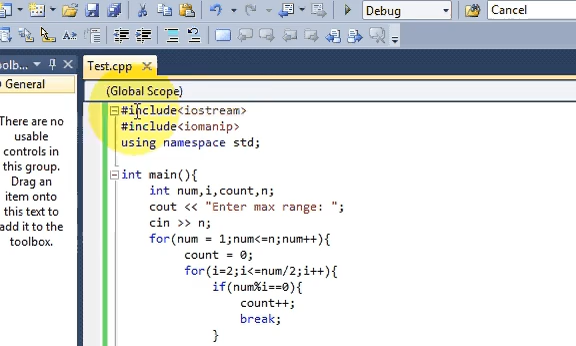 Debug
Cancel
oolb...
Test.cpp
General
(Global Scope)
There are no
usable
controls in
this group.
Drag an
item onto
this text to
add it to the
toolbox.
#include<iostream>
#include<iomanip>
using namespace std;
int main(){
int num,i,count,n;
cout << "Enter max range: ";
cin >> n;
for(num = 1;num<=n;num++){
count = 0;
for(i=2;i<=num/2;i++){
if(num%i==0){
count++;
break;
}